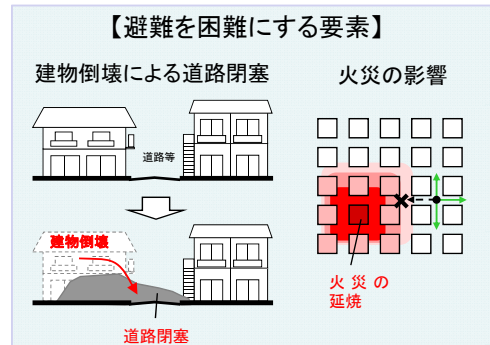 【避難を困難にする要素】
建物倒壊による道路閉塞
火災の影響
道路等
建物倒壊
道路閉塞
火災の
延焼